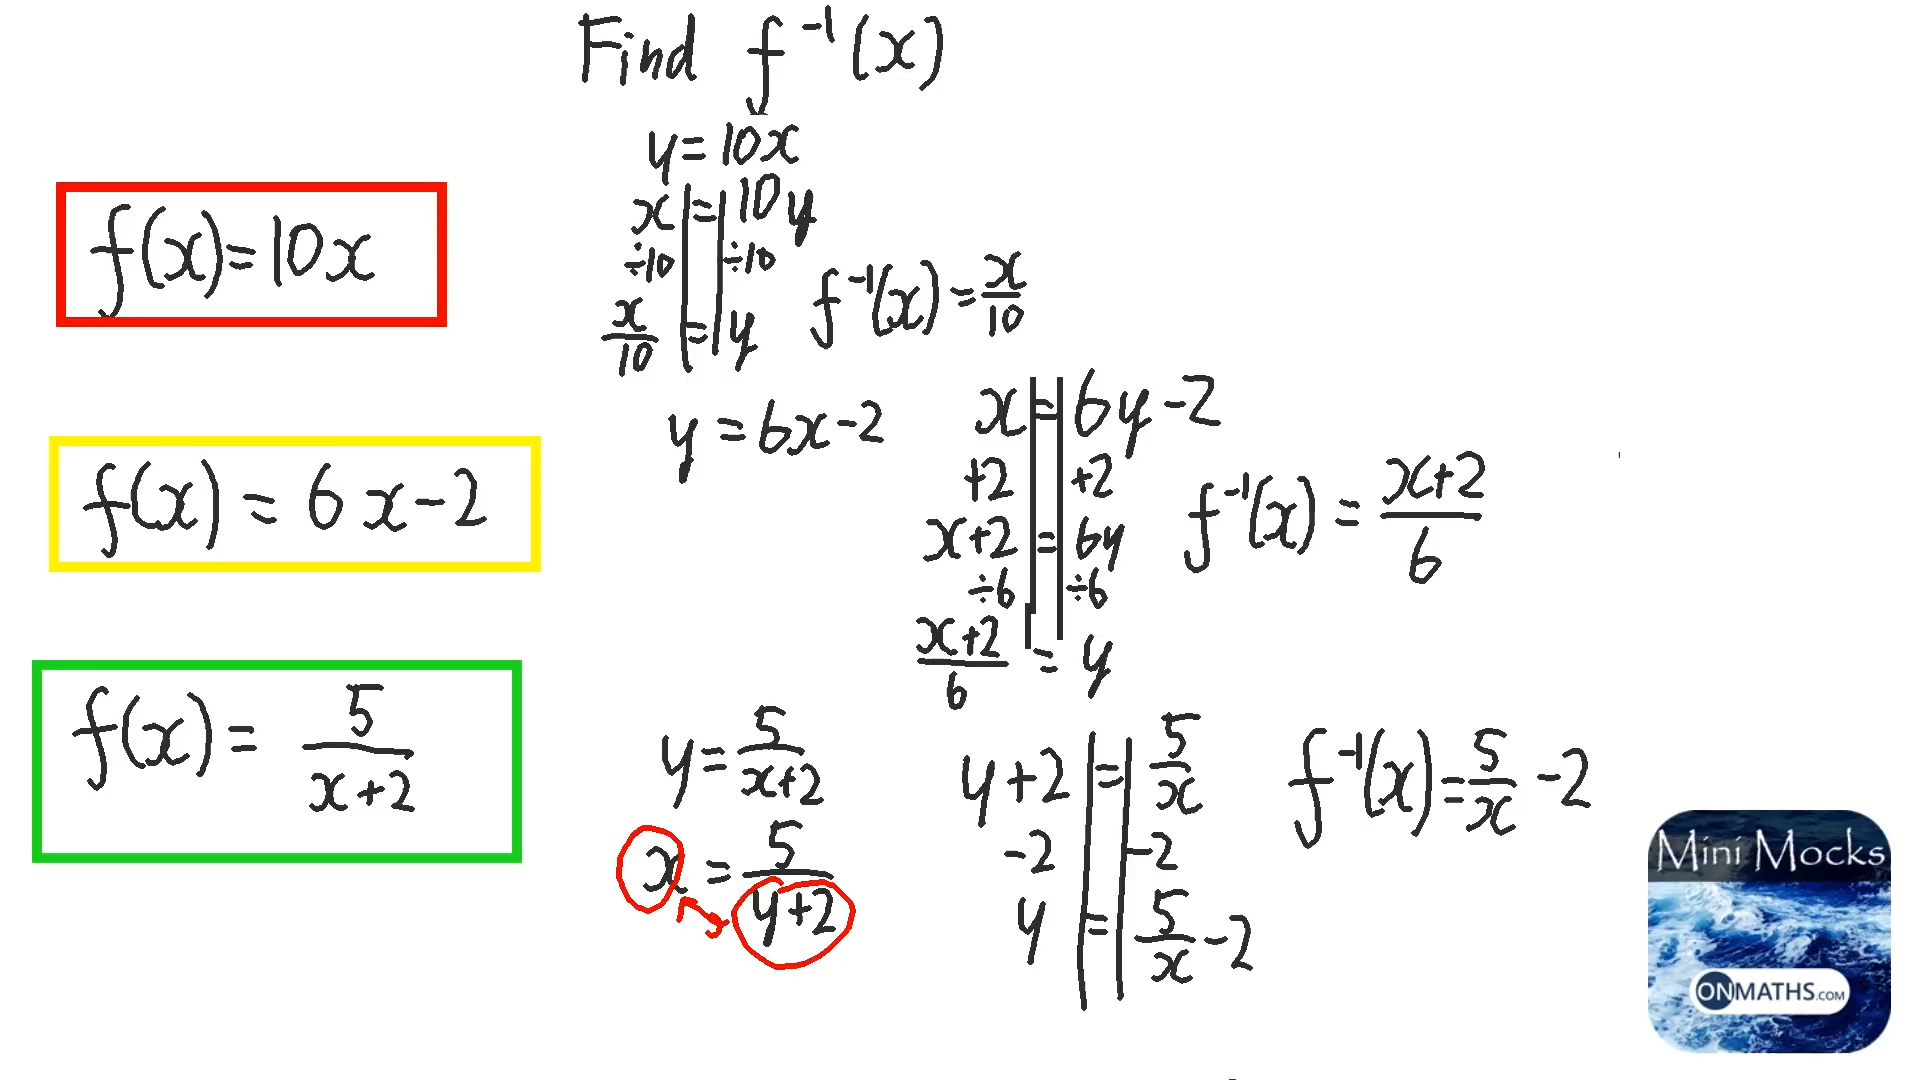 Find f⁻¹(x)
f(x) = 10x
y = 10x
x = 10y
÷10 ÷10
x/10 = y
f⁻¹(x) = x/10
f(x) = 6x - 2
y = 6x - 2
x = 6y - 2
+2 +2
x+2 = 6y
÷6 ÷6
x+2/6 = y
f⁻¹(x) = x+2/6
f(x) = 5/x+2
y = 5/x+2
x = 5/y+2
y+2 = 5/x
-2 -2
y = 5/x - 2
f⁻¹(x) = 5/x - 2
Mini Mocks
ONMATHS.COM